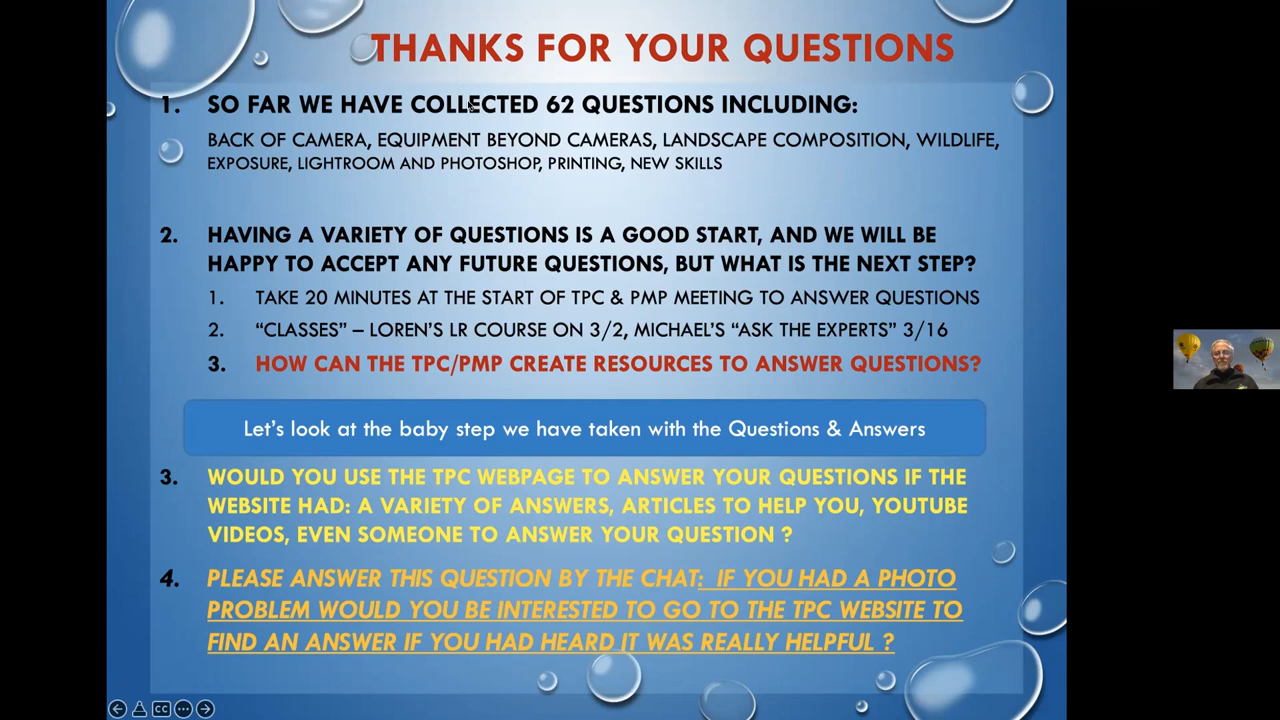 THANKS FOR YOUR QUESTIONS
1. SO FAR WE HAVE COLLECTED 62 QUESTIONS INCLUDING:
BACK OF CAMERA, EQUIPMENT BEYOND CAMERAS, LANDSCAPE COMPOSITION, WILDLIFE,
EXPOSURE, LIGHTROOM AND PHOTOSHOP, PRINTING, NEW SKILLS
2. HAVING A VARIETY OF QUESTIONS IS A GOOD START, AND WE WILL BE
HAPPY TO ACCEPT ANY FUTURE QUESTIONS, BUT WHAT IS THE NEXT STEP?
1. TAKE 20 MINUTES AT THE START OF TPC & PMP MEETING TO ANSWER QUESTIONS
2. “CLASSES” – LOREN’S LR COURSE ON 3/2, MICHAEL’S “ASK THE EXPERTS” 3/16
3. HOW CAN THE TPC/PMP CREATE RESOURCES TO ANSWER QUESTIONS?
Let’s look at the baby step we have taken with the Questions & Answers
3. WOULD YOU USE THE TPC WEBPAGE TO ANSWER YOUR QUESTIONS IF THE
WEBSITE HAD: A VARIETY OF ANSWERS, ARTICLES TO HELP YOU, YOUTUBE
VIDEOS, EVEN SOMEONE TO ANSWER YOUR QUESTION ?
4. PLEASE ANSWER THIS QUESTION BY THE CHAT: IF YOU HAD A PHOTO
PROBLEM WOULD YOU BE INTERESTED TO GO TO THE TPC WEBSITE TO
FIND AN ANSWER IF YOU HAD HEARD IT WAS REALLY HELPFUL ?
CC